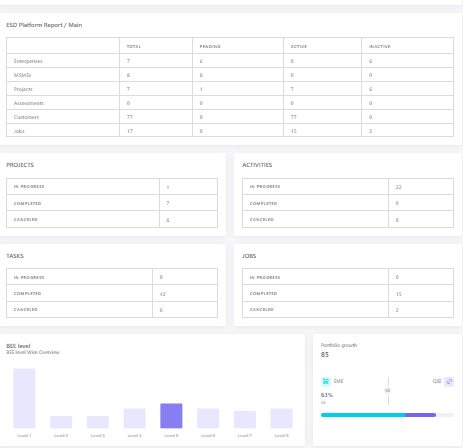 ESD Platform Report / Main
TOTAL PENDING ACTIVE INACTIVE
Enterprises 7 6 0 6
MSMEs 8 8 0 0
Projects 7 1 7 6
Assessments 0 0 0 0
Customers 77 0 77 0
Jobs 17 0 15 2
PROJECTS
IN PROGRESS 1
COMPLETED 7
CANCELED 6
ACTIVITIES
IN PROGRESS 22
COMPLETED 0
CANCELED 0
TASKS
IN PROGRESS 0
COMPLETED 42
CANCELED 0
JOBS
IN PROGRESS 0
COMPLETED 15
CANCELED 2
BEE level
BEE level Wise Overview
Level 1 Level 2 Level 3 Level 4 Level 5 Level 6 Level 7 Level 8
Portfolio growth
85
EME QSE
VS
63%